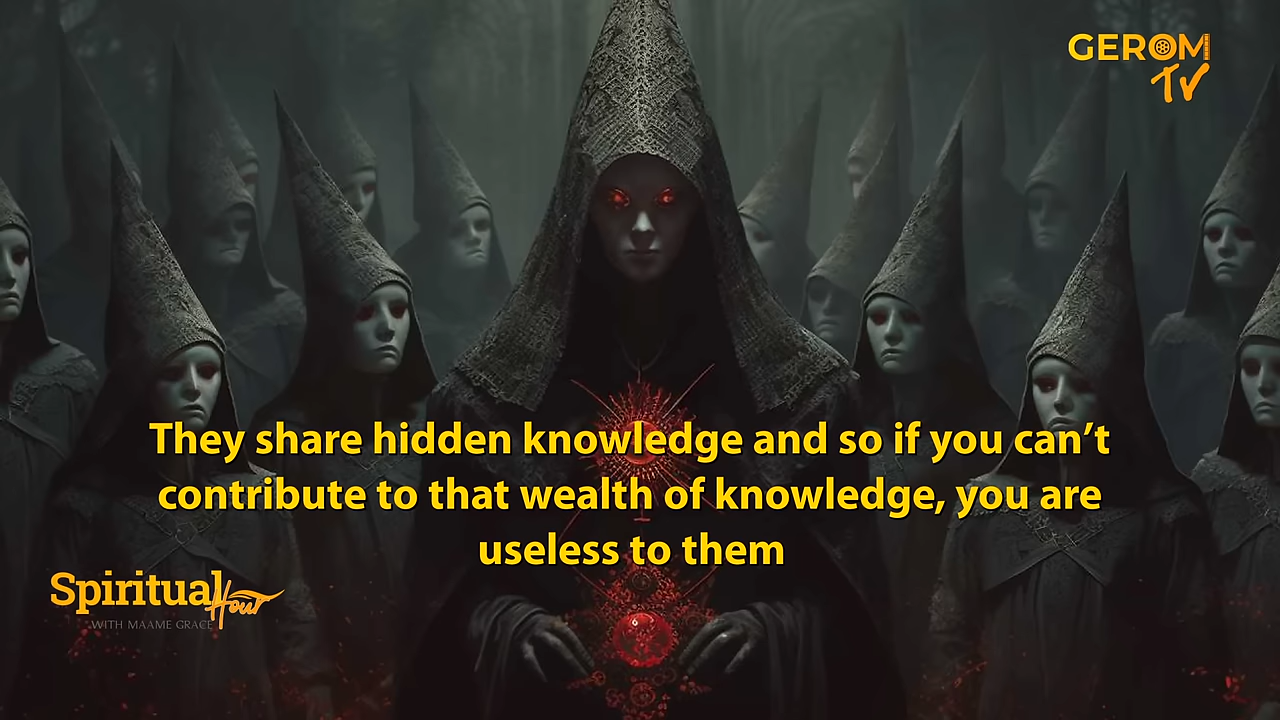 GEROM
TV
They share hidden knowledge and so if you can’t
contribute to that wealth of knowledge, you are
useless to them
Spiritual
Hour
WITH MAAME GRACE